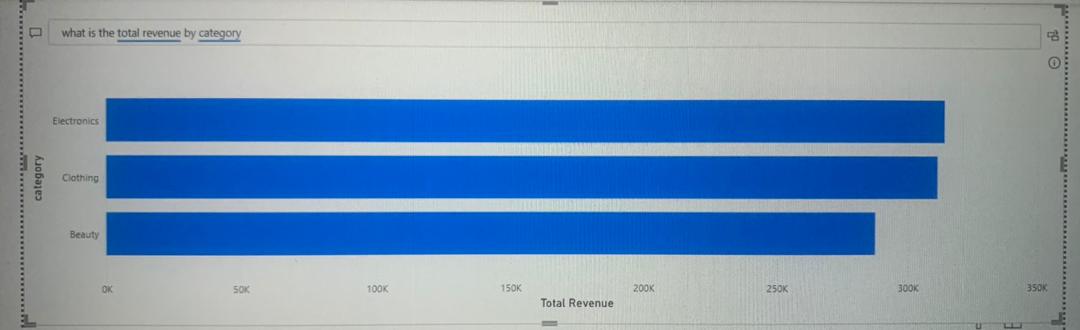 what is the total revenue by category
Electronics
Clothing
Beauty
category
0K 50K 100K 150K 200K 250K 300K 350K
Total Revenue